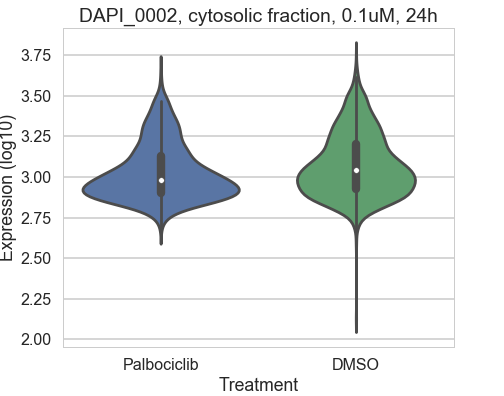 DAPI_0002, cytosolic fraction, 0.1uM, 24h
Expression (log10)
3.75
3.50
3.25
3.00
2.75
2.50
2.25
2.00
Palbociclib
DMSO
Treatment